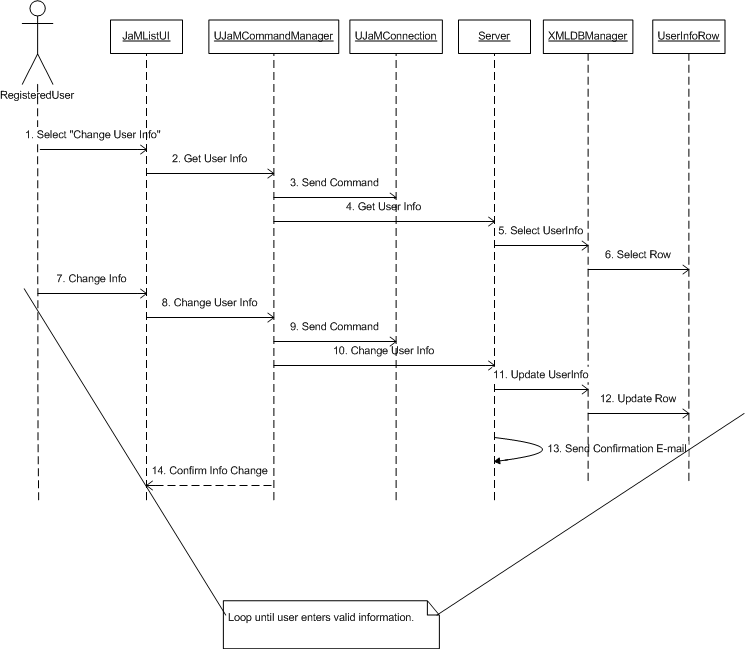 JaMListUI
UJaMCommandManager
UJaMConnection
Server
XMLDBManager
UserInfoRow
RegisteredUser
1. Select "Change User Info"
2. Get User Info
3. Send Command
4. Get User Info
5. Select UserInfo
6. Select Row
7. Change Info
8. Change User Info
9. Send Command
10. Change User Info
11. Update UserInfo
12. Update Row
13. Send Confirmation E-mail
14. Confirm Info Change
Loop until user enters valid information.